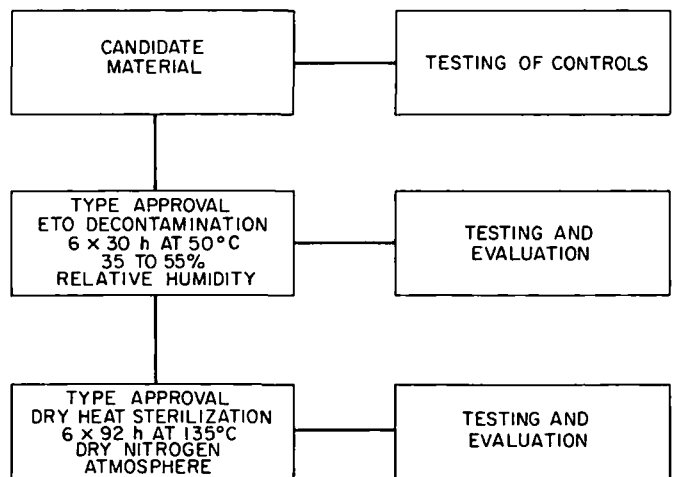 CANDIDATE
MATERIAL
TESTING OF CONTROLS
TYPE APPROVAL
ETO DECONTAMINATION
6 × 30 h AT 50°C
35 TO 55%
RELATIVE HUMIDITY
TESTING AND
EVALUATION
TYPE APPROVAL
DRY HEAT STERILIZATION
6 × 92 h AT 135°C
DRY NITROGEN
ATMOSPHERE
TESTING AND
EVALUATION